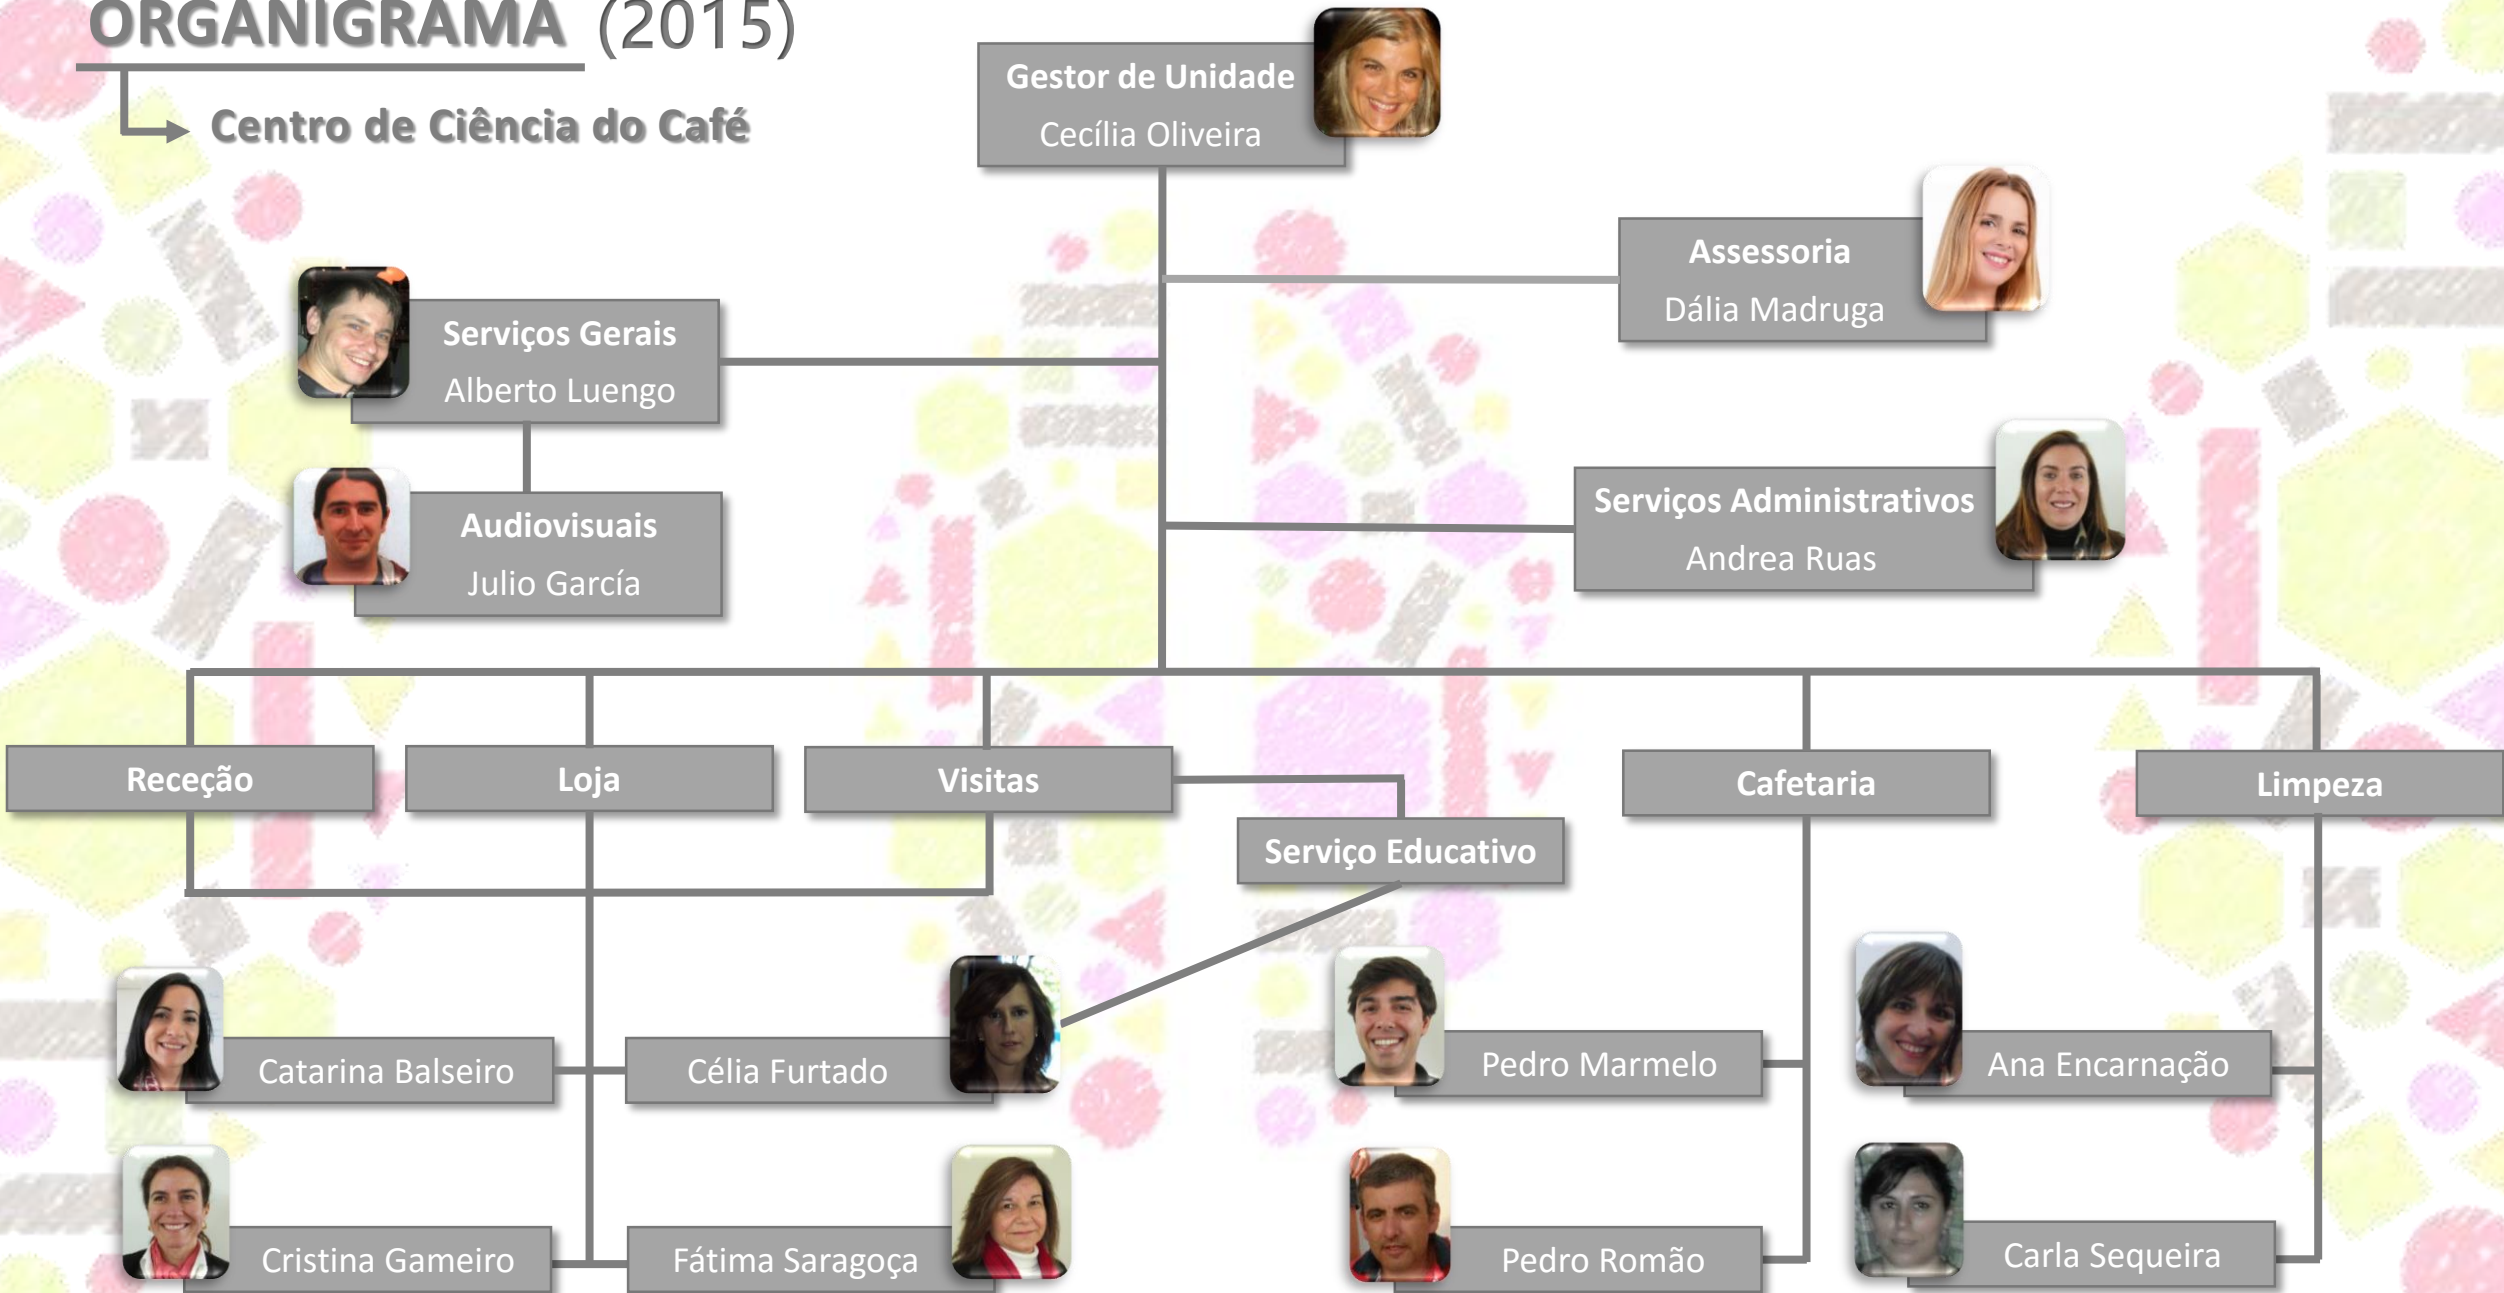 ORGANIGRAMA (2015)
Centro de Ciência do Café
Gestor de Unidade
Cecília Oliveira
Assessoria
Dália Madruga
Serviços Gerais
Alberto Luengo
Serviços Administrativos
Andrea Ruas
Audiovisuais
Julio García
Receção
Loja
Visitas
Cafetaria
Limpeza
Serviço Educativo
Catarina Balseiro
Célia Furtado
Pedro Marmelo
Ana Encarnação
Cristina Gameiro
Fátima Saragoça
Pedro Romão
Carla Sequeira